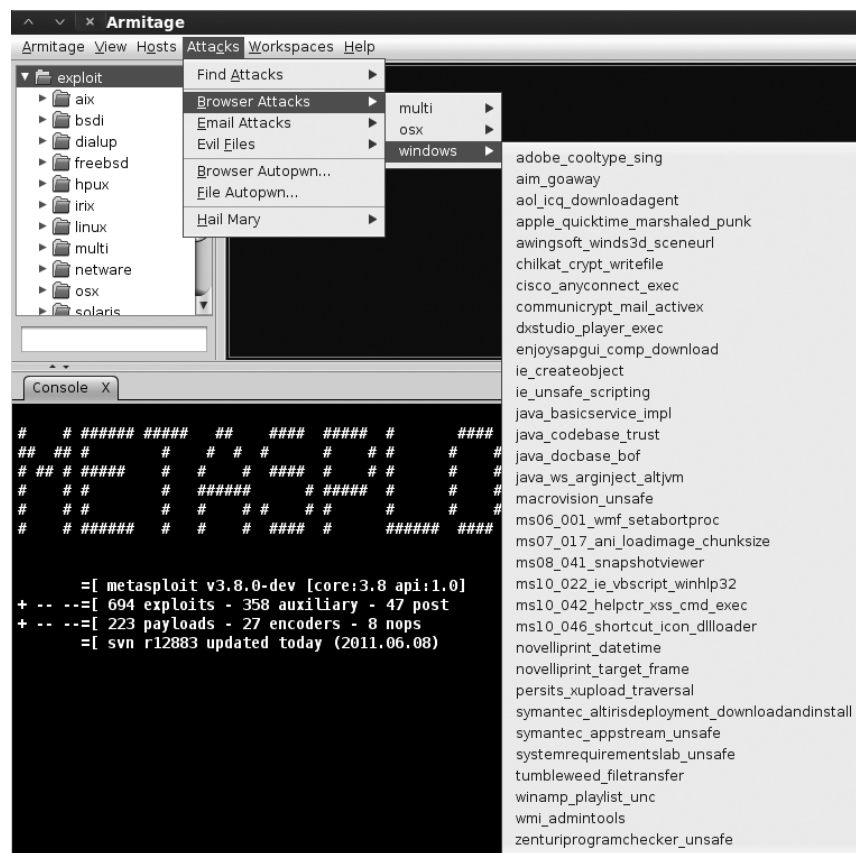 Armitage
Armitage View Hosts Attacks Workspaces Help
exploit
aix
bsdi
dialup
freebsd
hpux
irix
linux
multi
netware
osx
solaris
Find Attacks
Browser Attacks
Email Attacks
Evil Files
Browser Autopwn...
File Autopwn...
Hail Mary
multi
osx
windows
adobe_cooltype_sing
aim_goaway
aol_icq_downloadagent
apple_quicktime_marshaled_punk
awingsoft_winds3d_sceneurl
chilkat_crypt_writefile
cisco_anyconnect_exec
communicrypt_mail_activex
dxstudio_player_exec
enjoysapgui_comp_download
ie_createobject
ie_unsafe_scripting
java_basicservice_impl
java_codebase_trust
java_docbase_bof
java_ws_arginject_altjvm
macrovision_unsafe
ms06_001_wmf_setabortproc
ms07_017_ani_loadimage_chunksize
ms08_041_snapshotviewer
ms10_022_ie_vbscript_winhlp32
ms10_042_helpctr_xss_cmd_exec
ms10_046_shortcut_icon_dllloader
novelliprint_datetime
novelliprint_target_frame
persits_xupload_traversal
symantec_altirisdeployment_downloadandinstall
symantec_appstream_unsafe
systemrequirementslab_unsafe
tumbleweed_filetransfer
winamp_playlist_unc
wmi_admintools
zenturiprogramchecker_unsafe
Console X
METASPLO
=[ metasploit v3.8.0-dev [core:3.8 api:1.0]
+ -- --=[ 694 exploits - 358 auxiliary - 47 post
+ -- --=[ 223 payloads - 27 encoders - 8 nops
=[ svn r12883 updated today (2011.06.08)